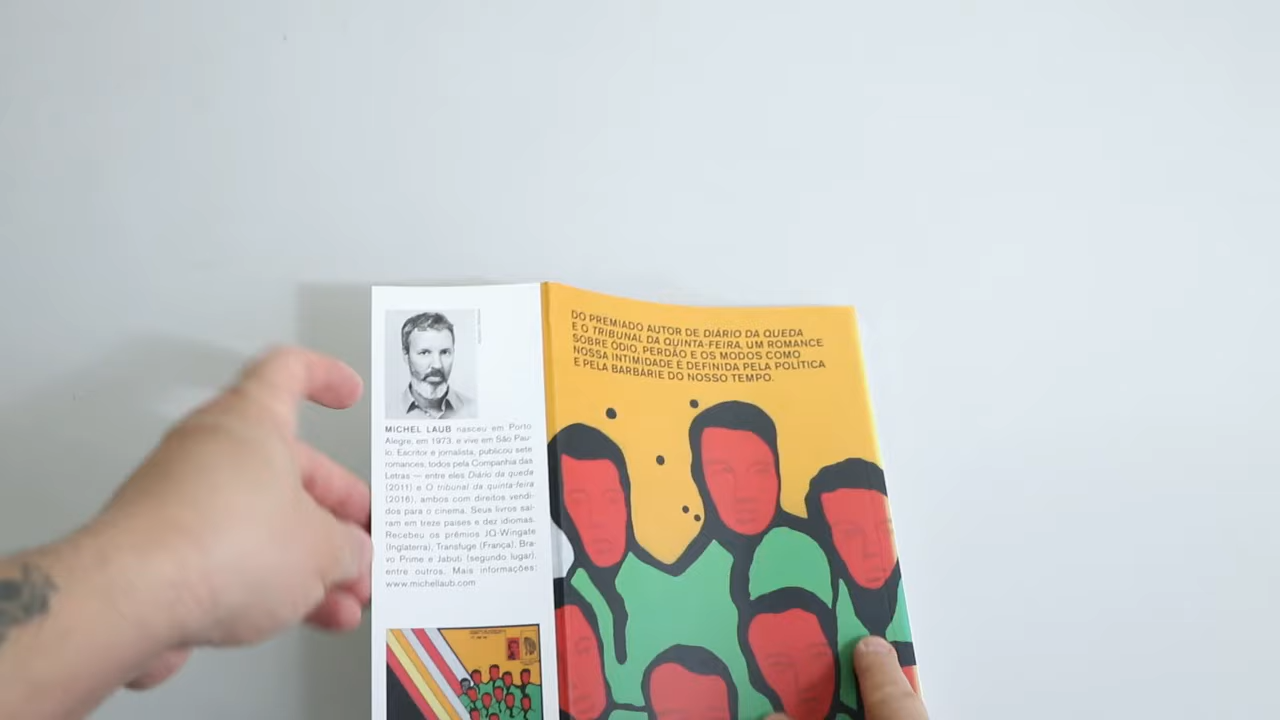 MICHEL LAUB nasceu em Porto
Alegre, em 1973, e vive em São Pau-
lo. Escritor e jornalista, publicou sete
romances, todos pela Companhia das
Letras — entre eles Diário da queda
(2011) e O tribunal da quinta-feira
(2016), ambos com direitos vendi-
dos para o cinema. Seus livros saí-
ram em treze países e dez idiomas.
Recebeu os prêmios JQ-Wingate
(Inglaterra), Transfuge (França), Bra-
vo Prime e Jabuti (segundo lugar),
entre outros. Mais informações:
www.michellaub.com
DO PREMIADO AUTOR DE DIÁRIO DA QUEDA
E O TRIBUNAL DA QUINTA-FEIRA, UM ROMANCE
SOBRE ÓDIO, PERDÃO E OS MODOS COMO
NOSSA INTIMIDADE É DEFINIDA PELA POLÍTICA
E PELA BARBÁRIE DO NOSSO TEMPO.